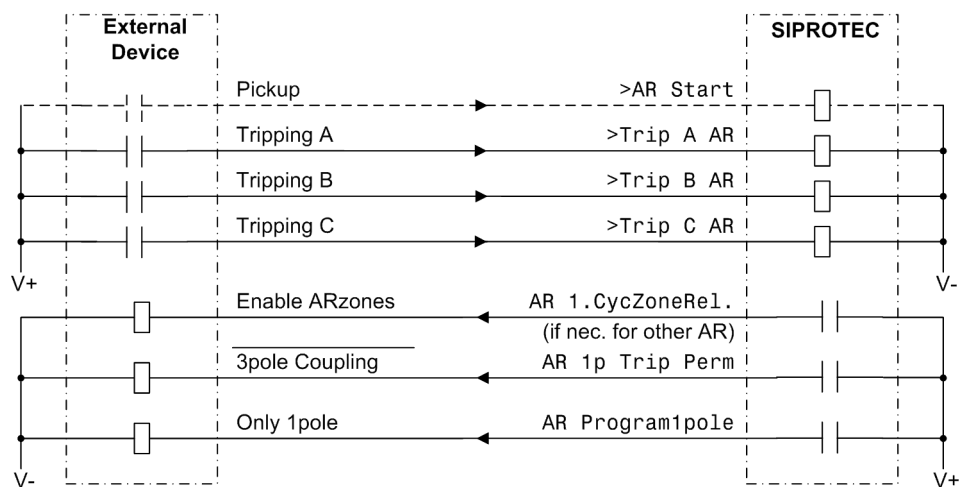 External
Device
SIPROTEC
Pickup >AR Start
Tripping A >Trip A AR
Tripping B >Trip B AR
Tripping C >Trip C AR
V+ V-
Enable ARzones AR 1.CycZoneRel.
(if nec. for other AR)
3pole Coupling AR 1p Trip Perm
Only 1pole AR Program1pole
V- V+